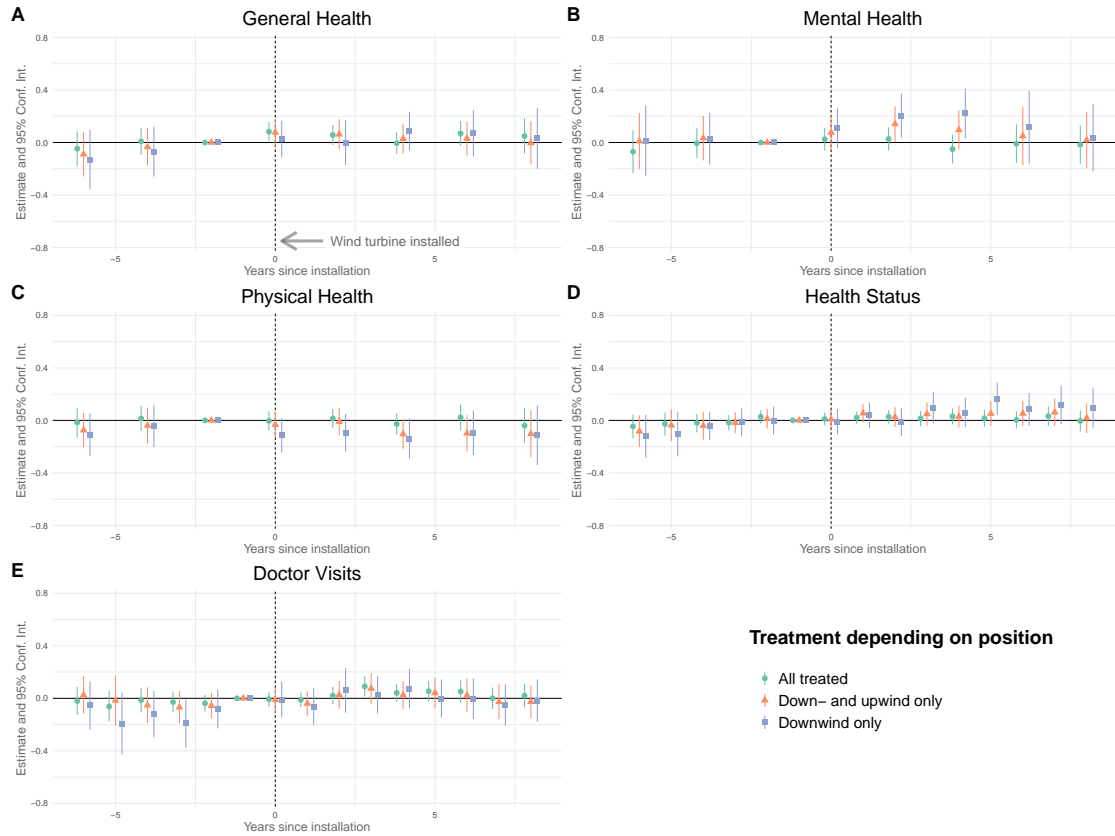 A
General Health
0.8
0.4
0.0
−0.4
−0.8
Estimate and 95% Conf. Int.
Wind turbine installed
−5
0
5
Years since installation
B
Mental Health
0.8
0.4
0.0
−0.4
−0.8
Estimate and 95% Conf. Int.
−5
0
5
Years since installation
C
Physical Health
0.8
0.4
0.0
−0.4
−0.8
Estimate and 95% Conf. Int.
−5
0
5
Years since installation
D
Health Status
0.8
0.4
0.0
−0.4
−0.8
Estimate and 95% Conf. Int.
−5
0
5
Years since installation
E
Doctor Visits
0.8
0.4
0.0
−0.4
−0.8
Estimate and 95% Conf. Int.
−5
0
5
Years since installation
Treatment depending on position
All treated
Down− and upwind only
Downwind only